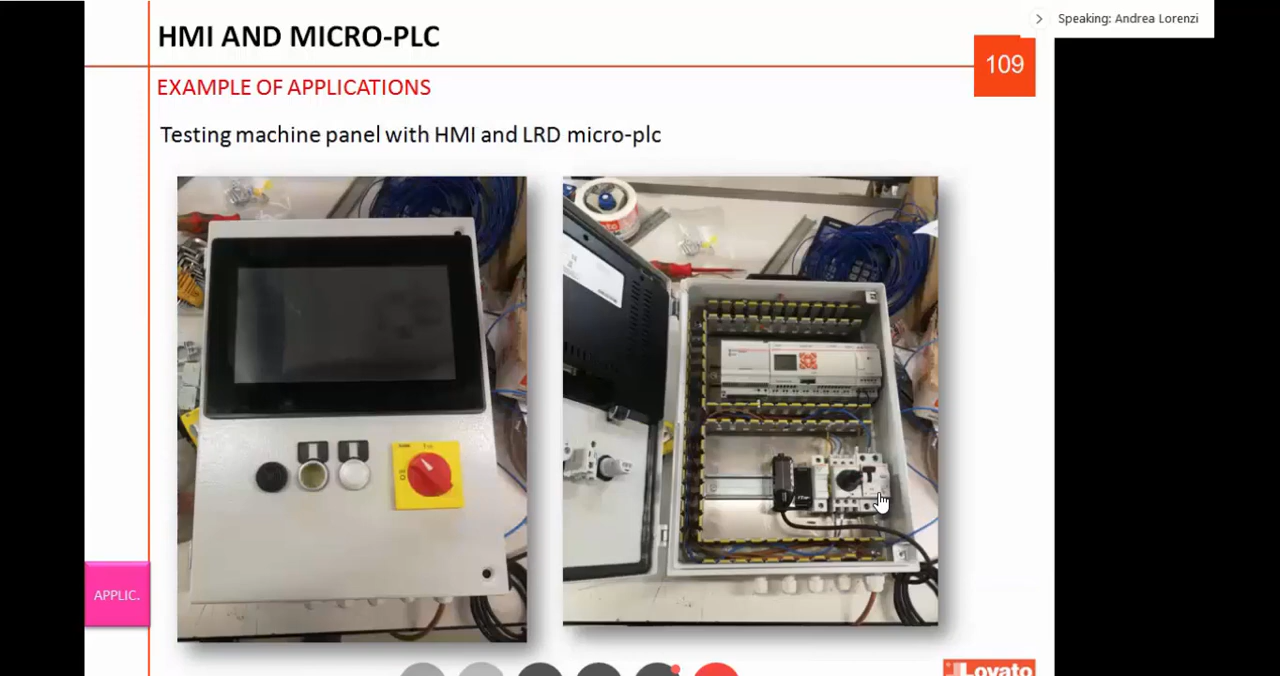 HMI AND MICRO-PLC
Speaking: Andrea Lorenzi
109
EXAMPLE OF APPLICATIONS
Testing machine panel with HMI and LRD micro-plc
APPLIC.
Lovato